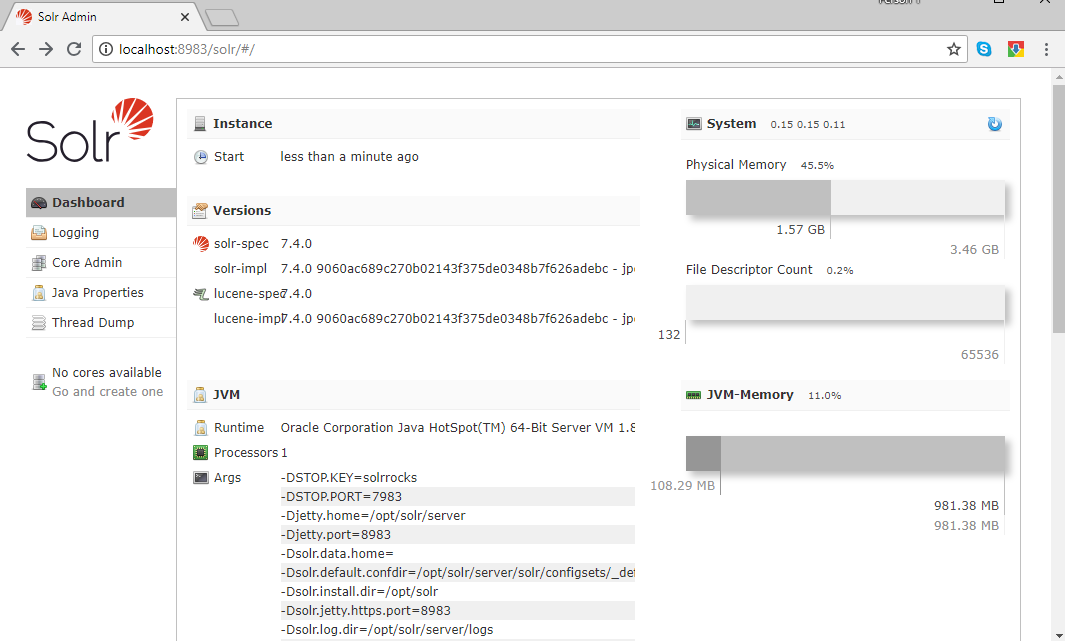 Solr Admin
localhost:8983/solr/#/
Solr
Dashboard
Logging
Core Admin
Java Properties
Thread Dump
No cores available
Go and create one
Instance
Start less than a minute ago
Versions
solr-spec 7.4.0
solr-impl 7.4.0 9060ac689c270b02143f375de0348b7f626adebc - jpo
lucene-spec 7.4.0
lucene-impl 7.4.0 9060ac689c270b02143f375de0348b7f626adebc - jpo
JVM
Runtime Oracle Corporation Java HotSpot(TM) 64-Bit Server VM 1.8
Processors 1
Args -DSTOP.KEY=solrrocks
-DSTOP.PORT=7983
-Djetty.home=/opt/solr/server
-Djetty.port=8983
-Dsolr.data.home=
-Dsolr.default.confdir=/opt/solr/server/solr/configsets/_de
-Dsolr.install.dir=/opt/solr
-Dsolr.jetty.https.port=8983
-Dsolr.log.dir=/opt/solr/server/logs
System 0.15 0.15 0.11
Physical Memory 45.5%
1.57 GB
3.46 GB
File Descriptor Count 0.2%
132
65536
JVM-Memory 11.0%
108.29 MB
981.38 MB
981.38 MB